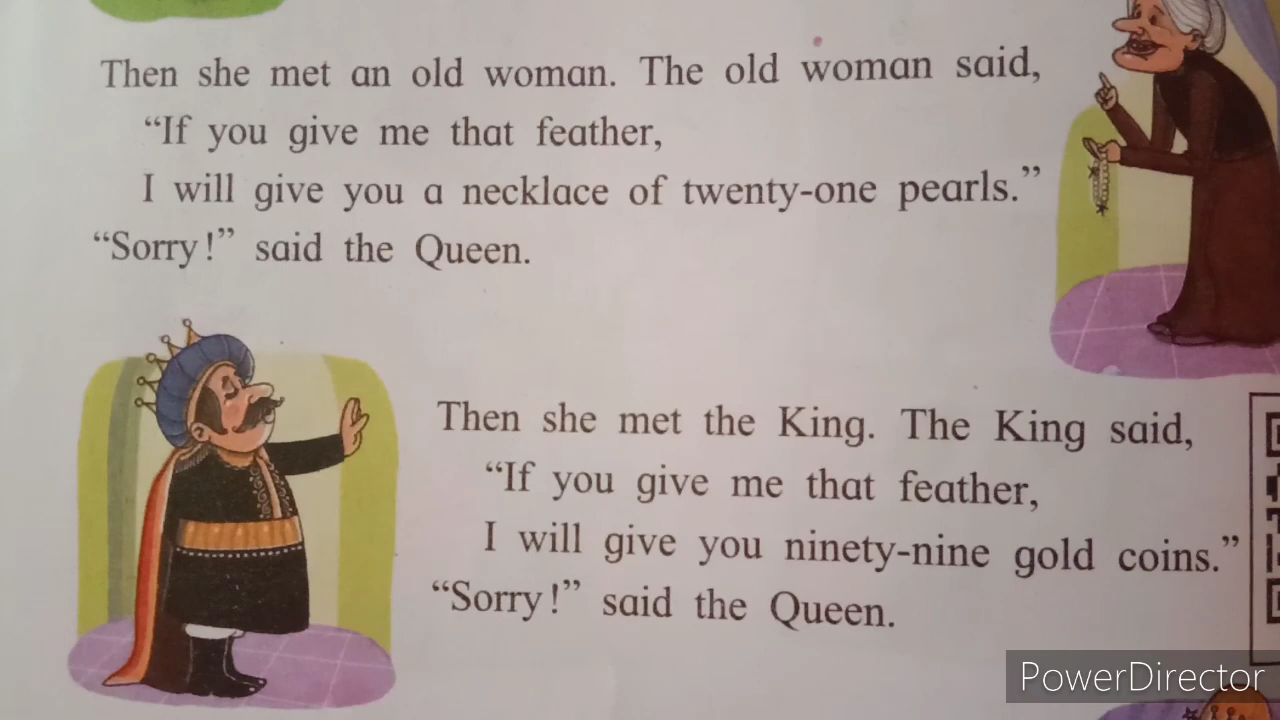 Then she met an old woman. The old woman said,
“If you give me that feather,
I will give you a necklace of twenty-one pearls.”
“Sorry!” said the Queen.
Then she met the King. The King said,
“If you give me that feather,
I will give you ninety-nine gold coins.”
“Sorry!” said the Queen.
PowerDirector